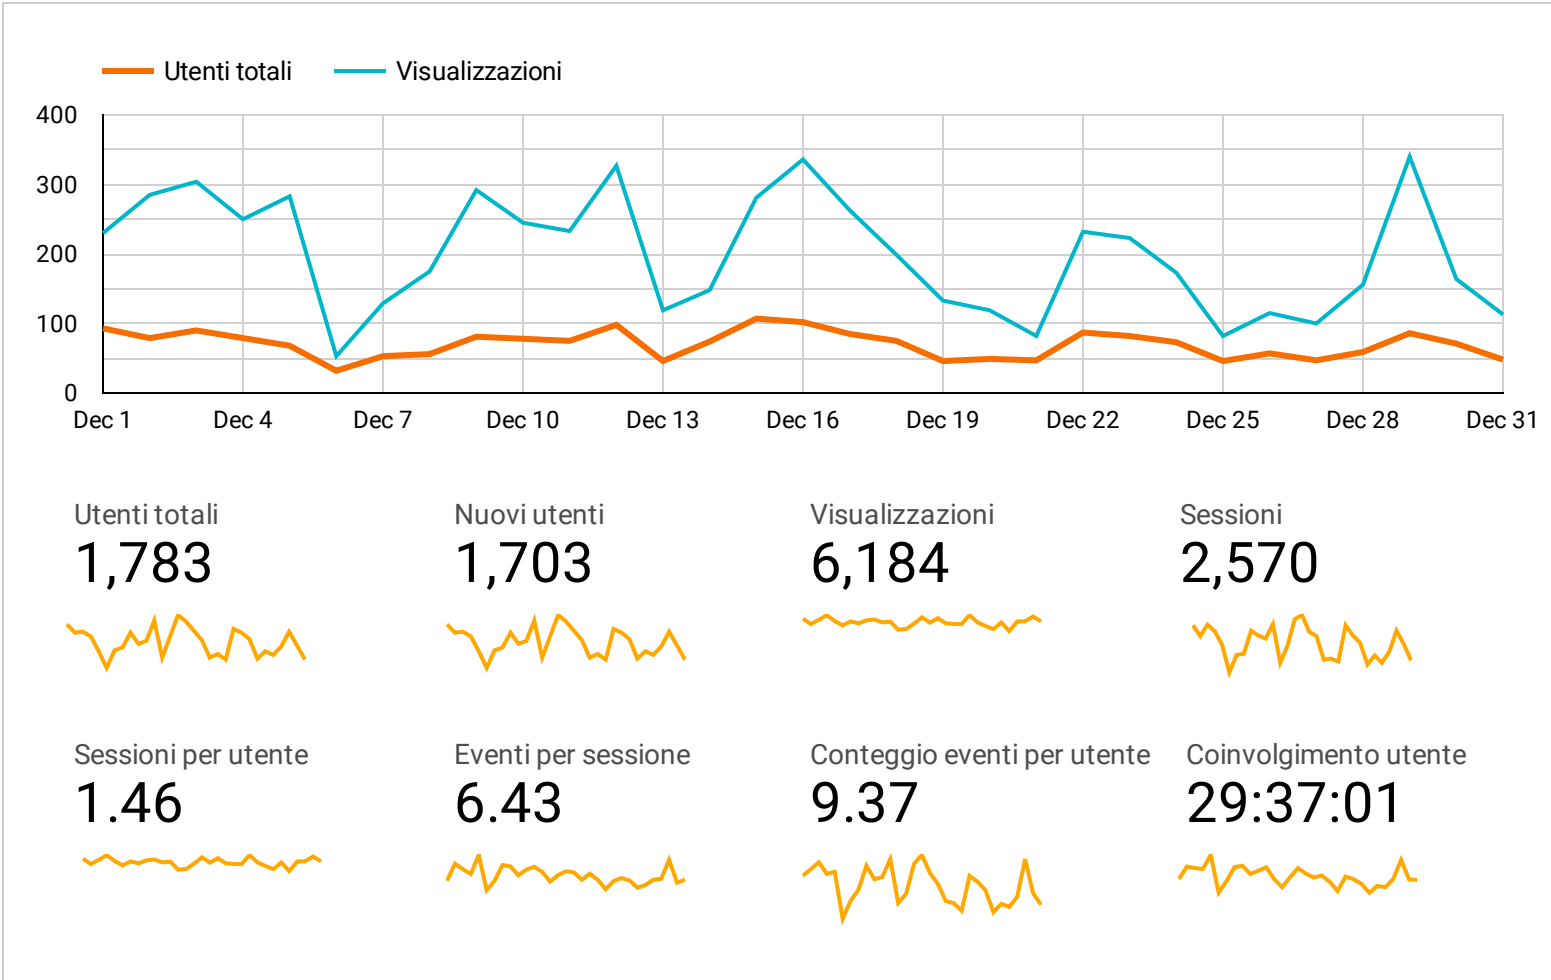 Utenti totali Visualizzazioni
400
300
200
100
0
Dec 1 Dec 4 Dec 7 Dec 10 Dec 13 Dec 16 Dec 19 Dec 22 Dec 25 Dec 28 Dec 31
Utenti totali Nuovi utenti Visualizzazioni Sessioni
1,783 1,703 6,184 2,570
Sessioni per utente Eventi per sessione Conteggio eventi per utente Coinvolgimento utente
1.46 6.43 9.37 29:37:01